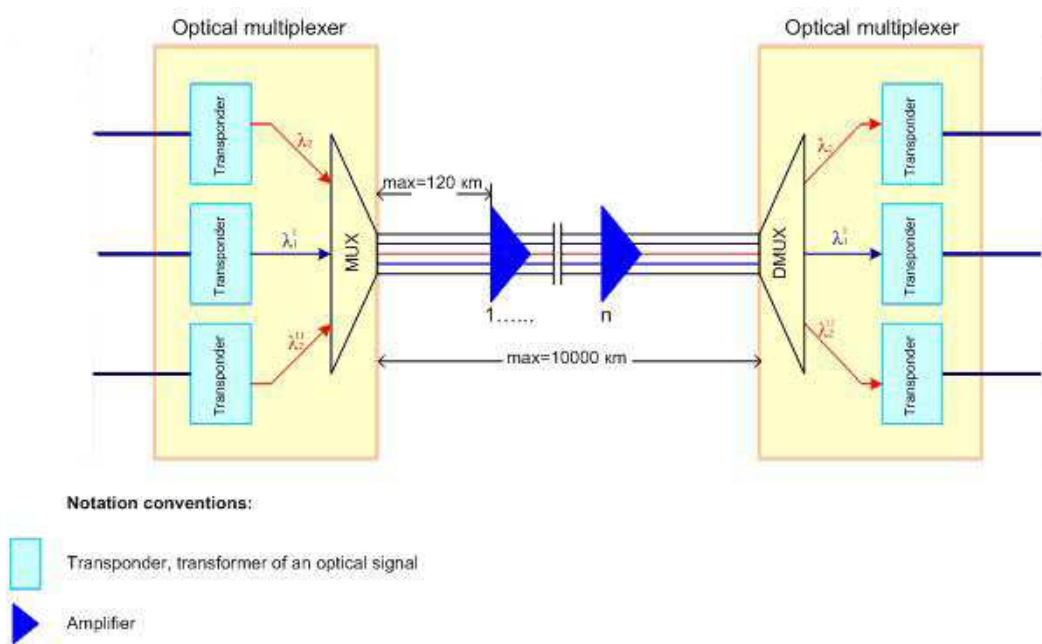 Optical multiplexer
Optical multiplexer
Transponder
Transponder
Transponder
MUX
max=120 км
1......
n
max=10000 км
DMUX
Transponder
Transponder
Transponder
Notation conventions:
Transponder, transformer of an optical signal
Amplifier